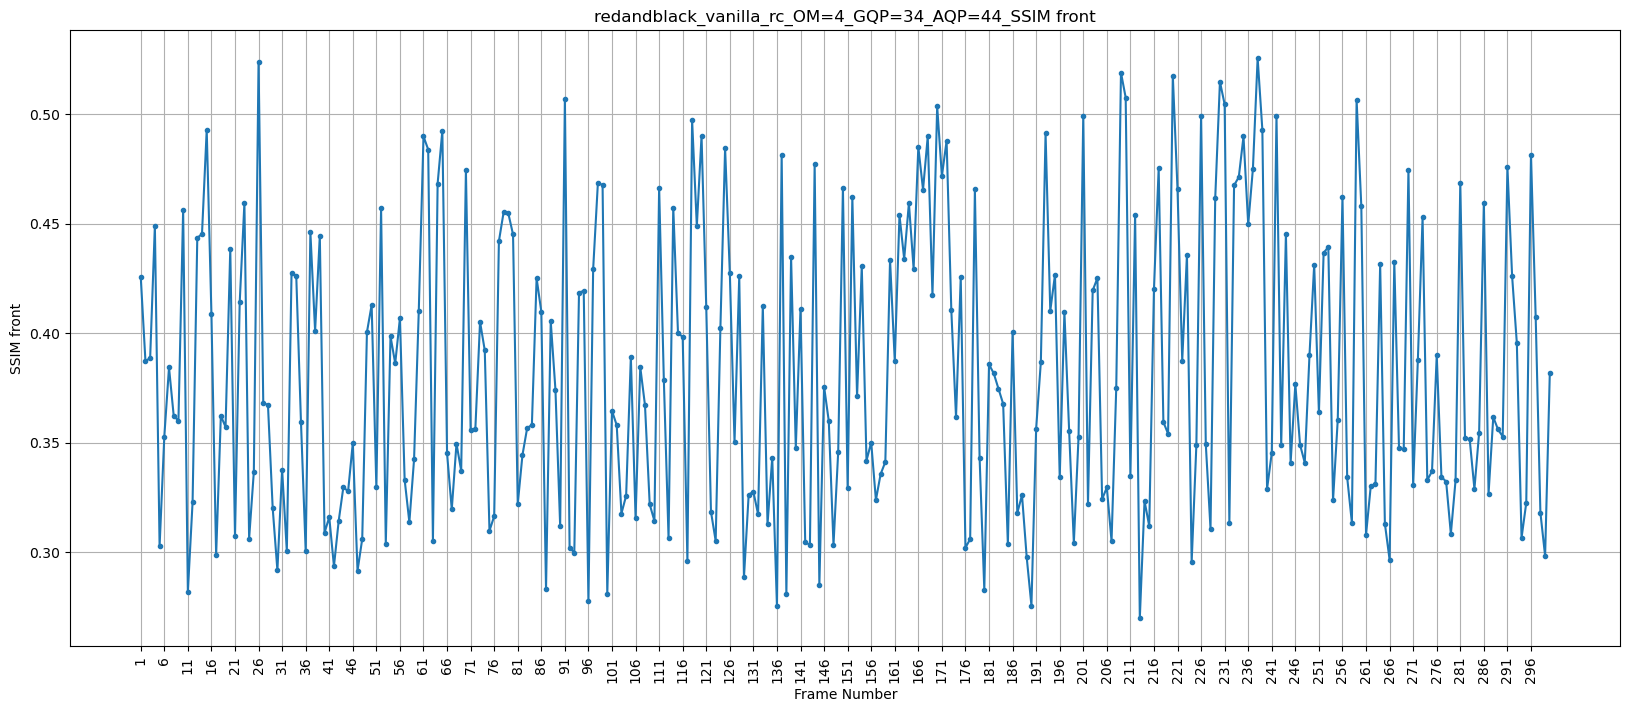 redandblack_vanilla_rc_OM=4_GQP=34_AQP=44_SSIM front
0.50
0.45
0.40
0.35
0.30
SSIM front
1 6 11 16 21 26 31 36 41 46 51 56 61 66 71 76 81 86 91 96 101 106 111 116 121 126 131 136 141 146 151 156 161 166 171 176 181 186 191 196 201 206 211 216 221 226 231 236 241 246 251 256 261 266 271 276 281 286 291 296
Frame Number